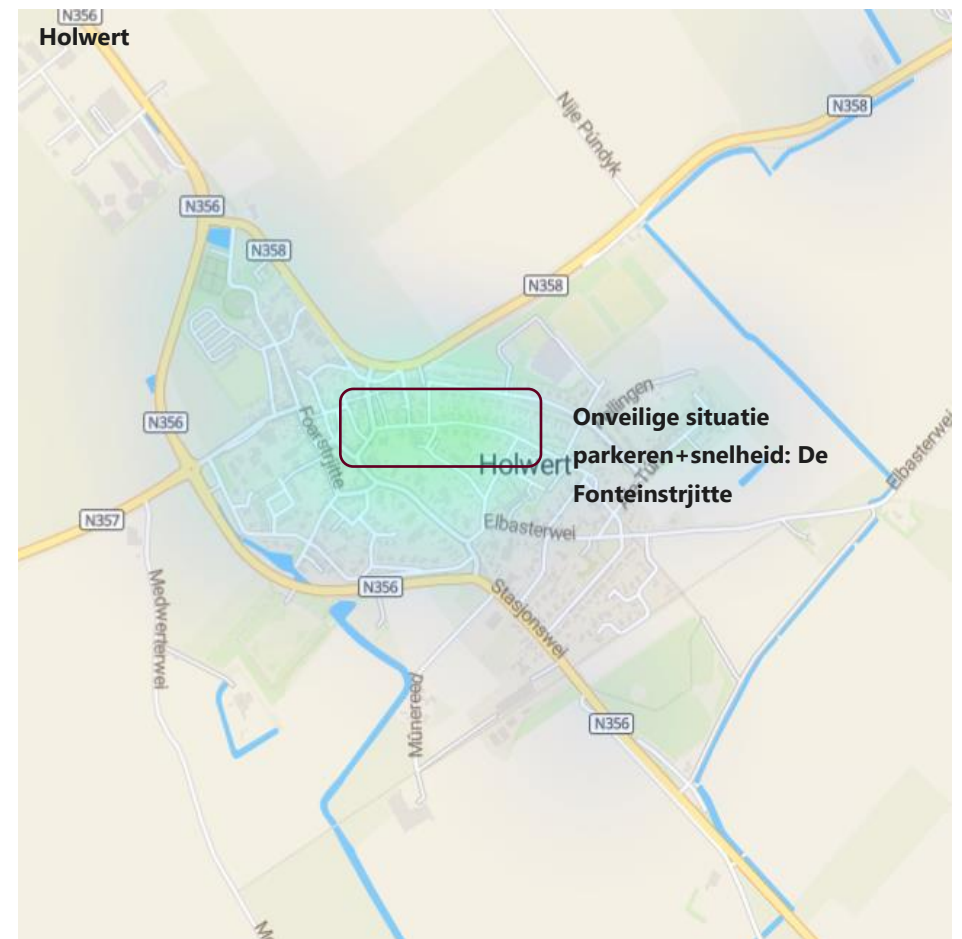 N356
Holwert
N358
Nije Púndyk
N356
N358
N358
Foarstrjitte
N356
Onveilige situatie
parkeren+snelheid: De
Fonteinstrjitte
Holwert
Elbasterwei
Elbasterwei
N357
N356
Medwerterwei
Stasjonswei
Mûnereed
N356